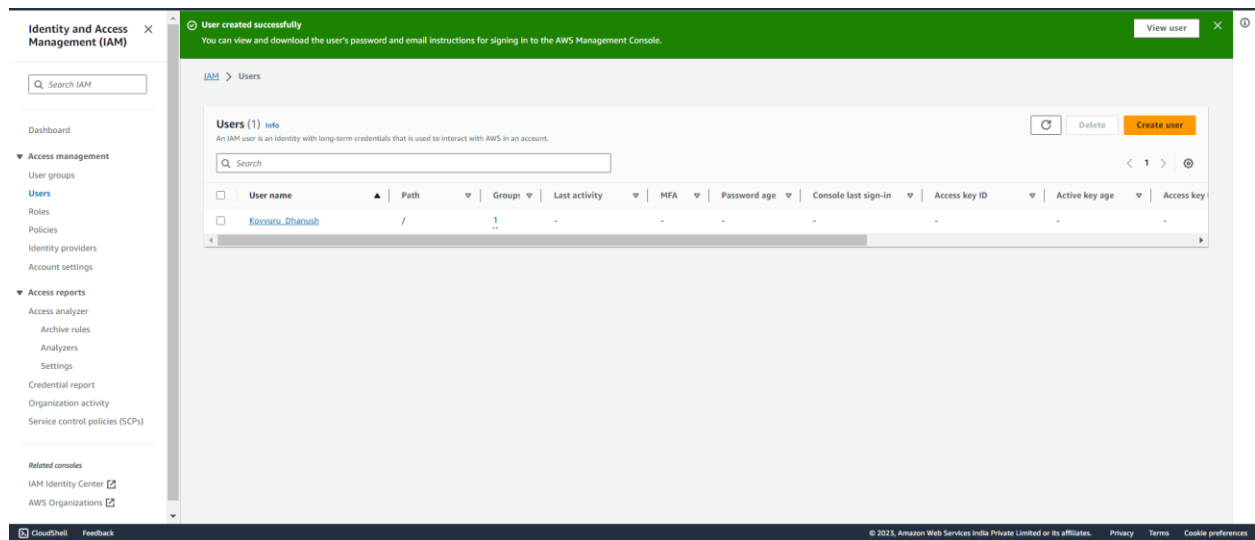 Identity and Access Management (IAM)
Search IAM
Dashboard
Access management
User groups
Users
Roles
Policies
Identity providers
Account settings
Access reports
Access analyzer
Archive rules
Analyzers
Settings
Credential report
Organization activity
Service control policies (SCPs)
Related consoles
IAM Identity Center
AWS Organizations
User created successfully
You can view and download the user's password and email instructions for signing in to the AWS Management Console.
View user
IAM > Users
Users (1) Info
An IAM user is an identity with long-term credentials that is used to interact with AWS in an account.
Delete
Create user
Search
1
User name Path Groups Last activity MFA Password age Console last sign-in Access key ID Active key age Access key
Kovvuru_Dhanush / 1 - - - - - - -
CloudShell Feedback © 2023, Amazon Web Services India Private Limited or its affiliates. Privacy Terms Cookie preferences